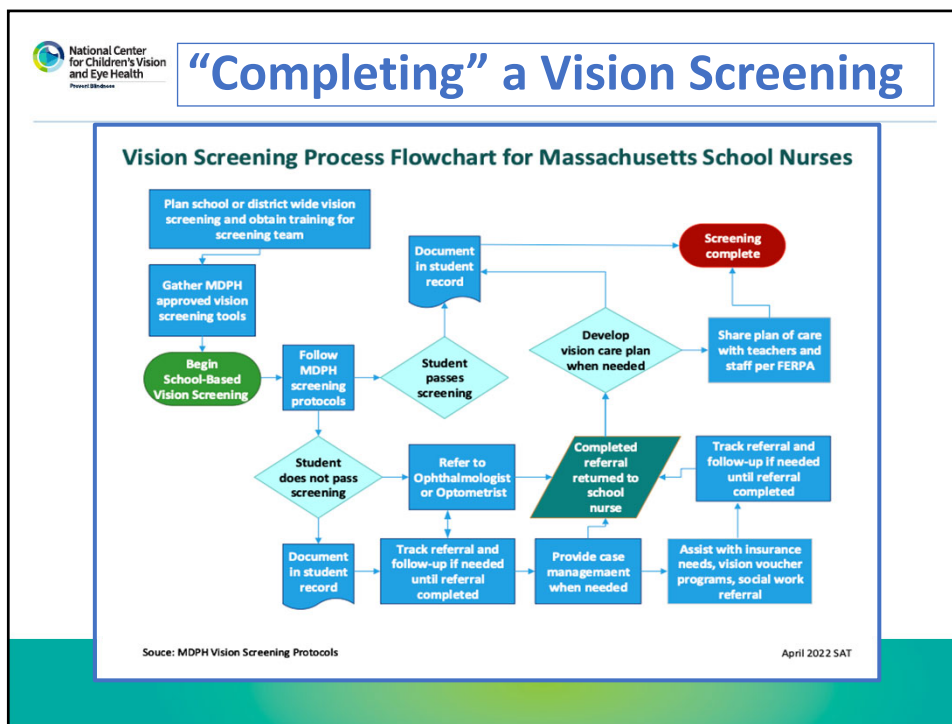 National Center
for Children's Vision
and Eye Health
Prevent Blindness
“Completing” a Vision Screening
Vision Screening Process Flowchart for Massachusetts School Nurses
Plan school or district wide vision
screening and obtain training for
screening team
Gather MDPH
approved vision
screening tools
Begin
School-Based
Vision Screening
Follow
MDPH
screening
protocols
Student
passes
screening
Document
in student
record
Screening
complete
Develop
vision care plan
when needed
Share plan of care
with teachers and
staff per FERPA
Student
does not pass
screening
Refer to
Ophthalmologist
or Optometrist
Completed
referral
returned to
school
nurse
Track referral and
follow-up if needed
until referral
completed
Document
in student
record
Track referral and
follow-up if needed
until referral
completed
Provide case
managemaent
when needed
Assist with insurance
needs, vision voucher
programs, social work
referral
Souce: MDPH Vision Screening Protocols
April 2022 SAT